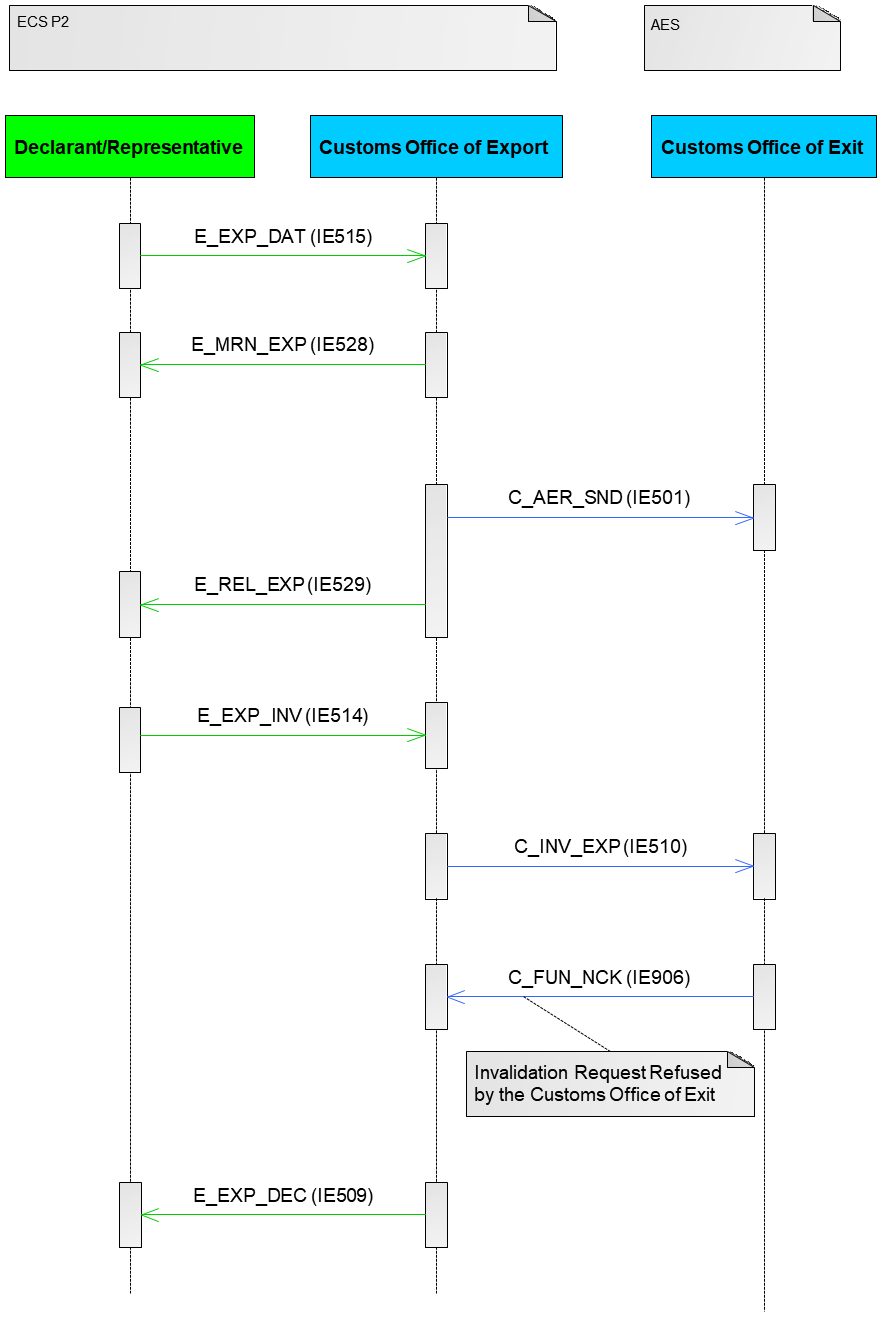 ECS P2
AES
Declarant/Representative
Customs Office of Export
Customs Office of Exit
E_EXP_DAT (IE515)
E_MRN_EXP (IE528)
C_AER_SND (IE501)
E_REL_EXP (IE529)
E_EXP_INV (IE514)
C_INV_EXP (IE510)
C_FUN_NCK (IE906)
Invalidation Request Refused
by the Customs Office of Exit
E_EXP_DEC (IE509)